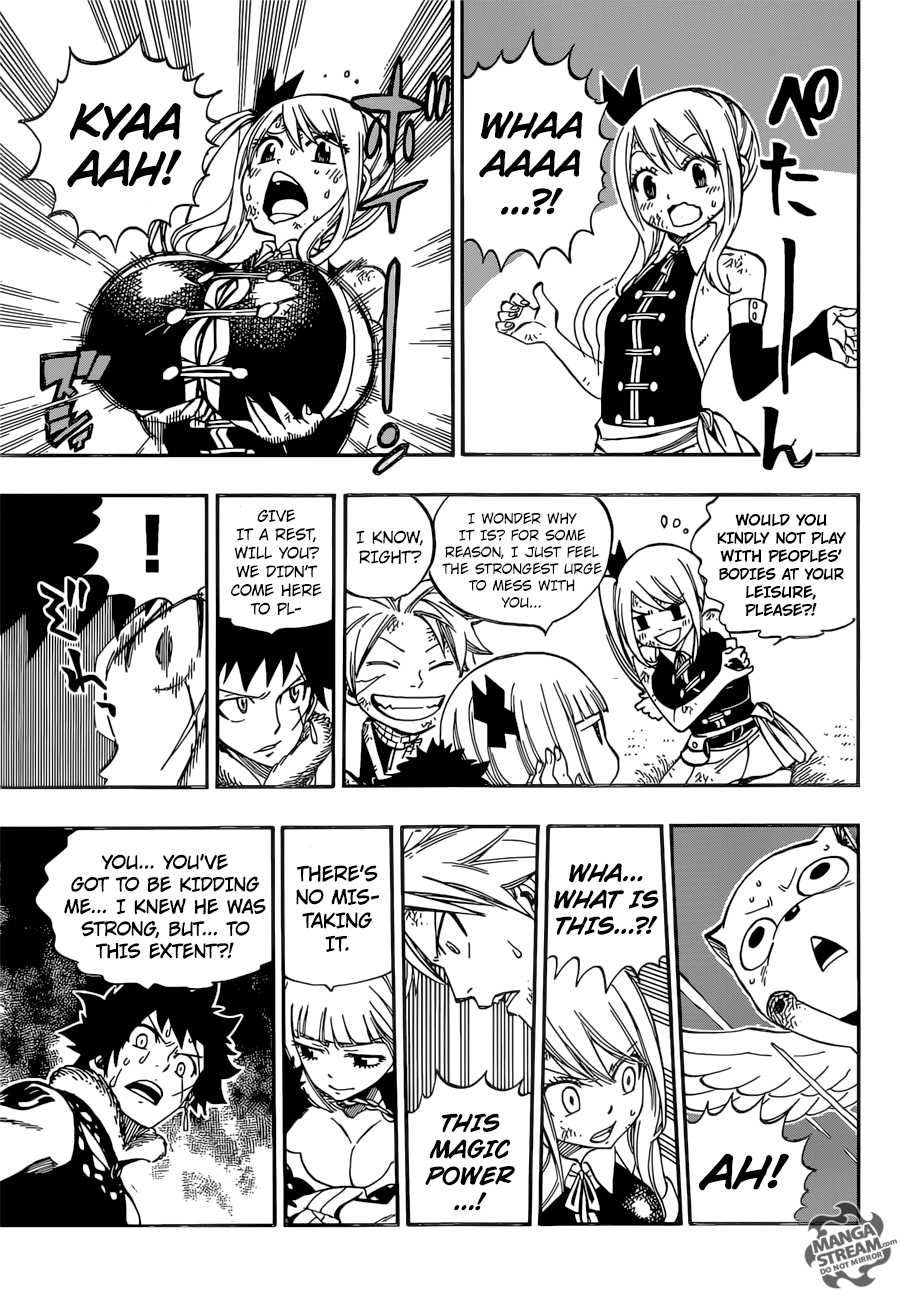 WHAA
AAAA
...?!
ぺたーん
KYAA
AAH!
WOULD YOU
KINDLY NOT PLAY
WITH PEOPLES'
BODIES AT YOUR
LEISURE,
PLEASE?!
I WONDER WHY
IT IS? FOR SOME
REASON, I JUST FEEL
THE STRONGEST URGE
TO MESS WITH
YOU...
I KNOW,
RIGHT?
GIVE
IT A REST,
WILL YOU?
WE DIDN'T
COME HERE
TO PL-
!
AH!
WHA...
WHAT IS
THIS...?!
THIS
MAGIC
POWER
...!
THERE'S
NO MIS-
TAKING
IT.
YOU... YOU'VE
GOT TO BE KIDDING
ME... I KNEW HE WAS
STRONG, BUT...? TO
THIS EXTENT?!
MANGA
STREAM.com
DO NOT MIRROR